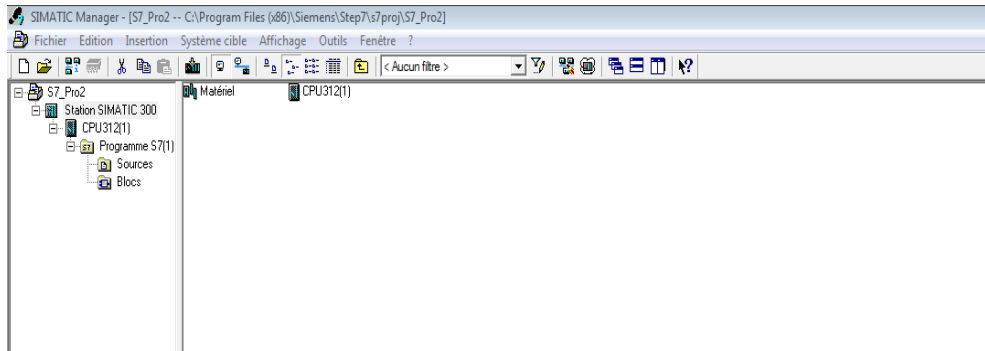 SIMATIC Manager - [S7_Pro2 -- C:\Program Files (x86)\Siemens\Step7\s7proj\S7_Pro2]
Fichier Edition Insertion Système cible Affichage Outils Fenêtre ?
< Aucun filtre >
S7_Pro2
Station SIMATIC 300
CPU312(1)
Programme S7(1)
Sources
Blocs
Matériel CPU312(1)